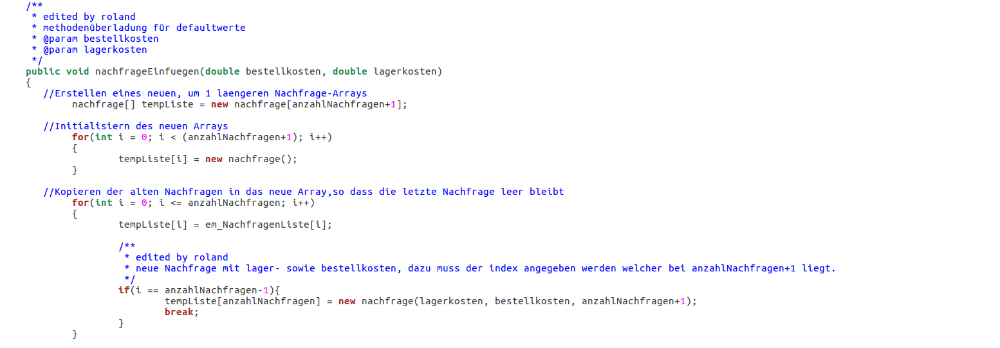 /**
 * edited by roland
 * methodenüberladung für defaultwerte
 * @param bestellkosten
 * @param lagerkosten
 */
public void nachfrageEinfuegen(double bestellkosten, double lagerkosten)
{
   //Erstellen eines neuen, um 1 laengeren Nachfrage-Arrays
        nachfrage[] tempListe = new nachfrage[anzahlNachfragen+1];

   //Initialisiern des neuen Arrays
        for(int i = 0; i < (anzahlNachfragen+1); i++)
        {
                tempListe[i] = new nachfrage();
        }

   //Kopieren der alten Nachfragen in das neue Array,so dass die letzte Nachfrage leer bleibt
        for(int i = 0; i <= anzahlNachfragen; i++)
        {
                tempListe[i] = em_NachfragenListe[i];

                /**
                 * edited by roland
                 * neue Nachfrage mit lager- sowie bestellkosten, dazu muss der index angegeben werden welcher bei anzahlNachfragen+1 liegt.
                 */
                if(i == anzahlNachfragen-1){
                        tempListe[anzahlNachfragen] = new nachfrage(lagerkosten, bestellkosten, anzahlNachfragen+1);
                        break;
                }
        }